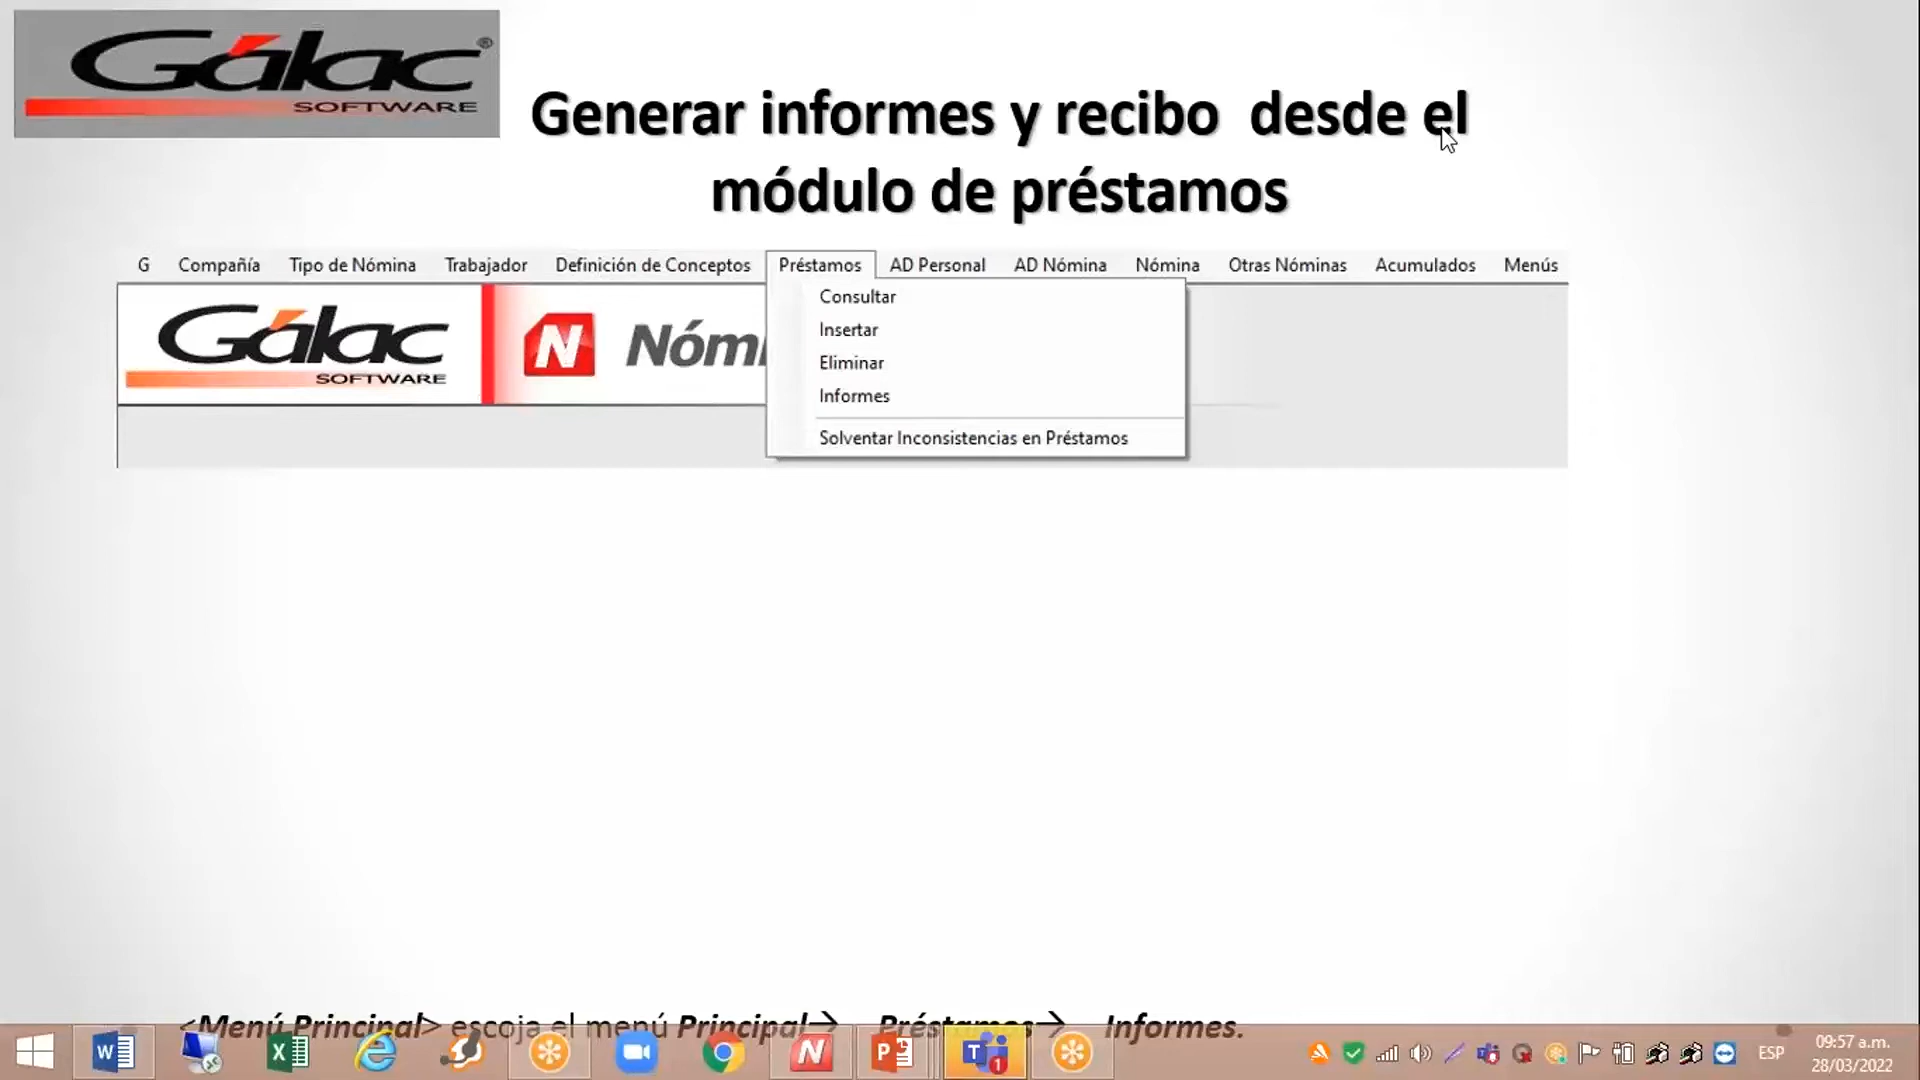 Gálac®
SOFTWARE
Generar informes y recibo desde el
módulo de préstamos
G Compañía Tipo de Nómina Trabajador Definición de Conceptos Préstamos AD Personal AD Nómina Nómina Otras Nóminas Acumulados Menús
Consultar
Insertar
Eliminar
Informes
Solventar Inconsistencias en Préstamos
Gálac
SOFTWARE
N Nómi
<Menú Principal> escoja el menú Principal→ Préstamos→ Informes.
ESP
09:57 a.m.
28/03/2022